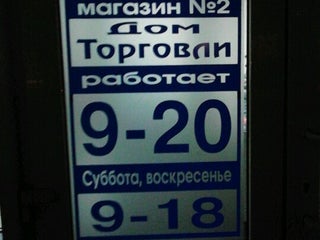 магазин №2
Дом
Торговли
работает
9-20
Суббота, воскресенье
9-18